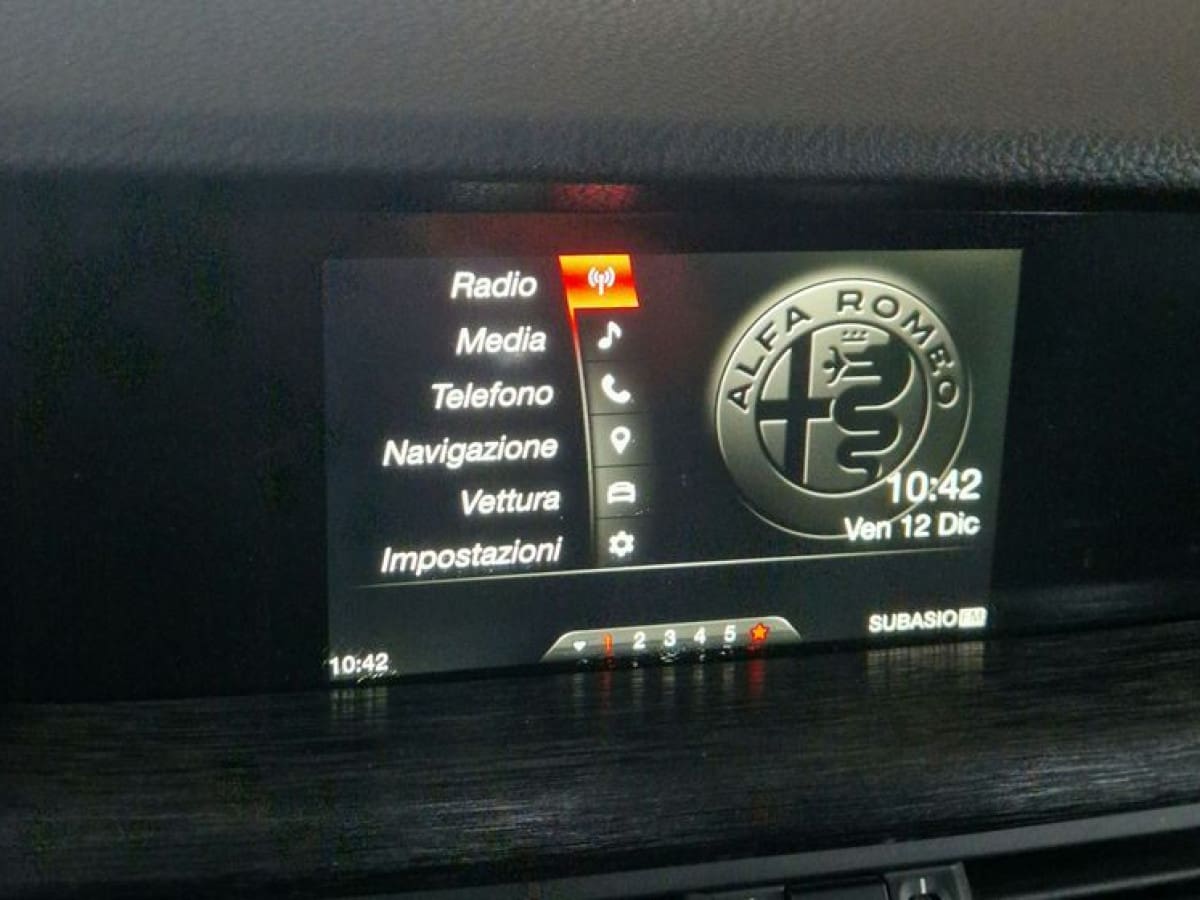 Radio
Media
Telefono
Navigazione
Vettura
Impostazioni
ALFA ROMEO
10:42
Ven 12 Dic
SUBASIO FM
1 2 3 4 5
10:42